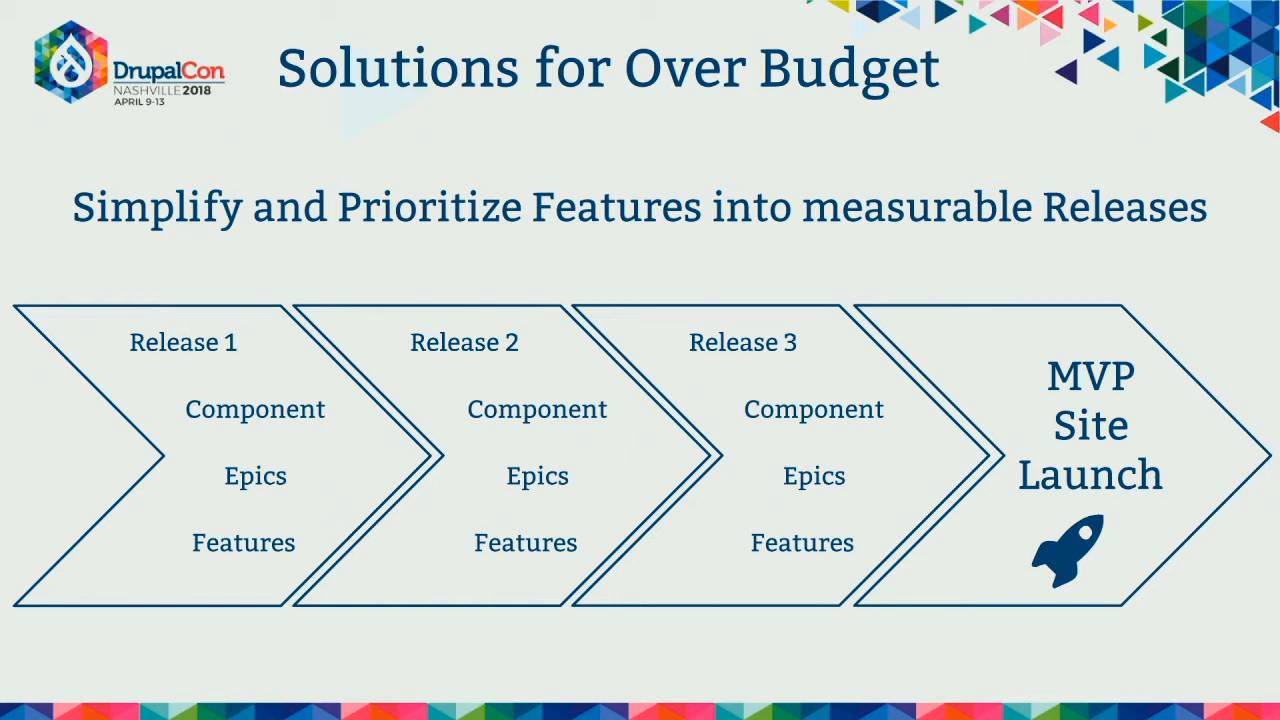 DrupalCon
NASHVILLE 2018
APRIL 9-13
Solutions for Over Budget
Simplify and Prioritize Features into measurable Releases
Release 1
Component
Epics
Features
Release 2
Component
Epics
Features
Release 3
Component
Epics
Features
MVP
Site
Launch